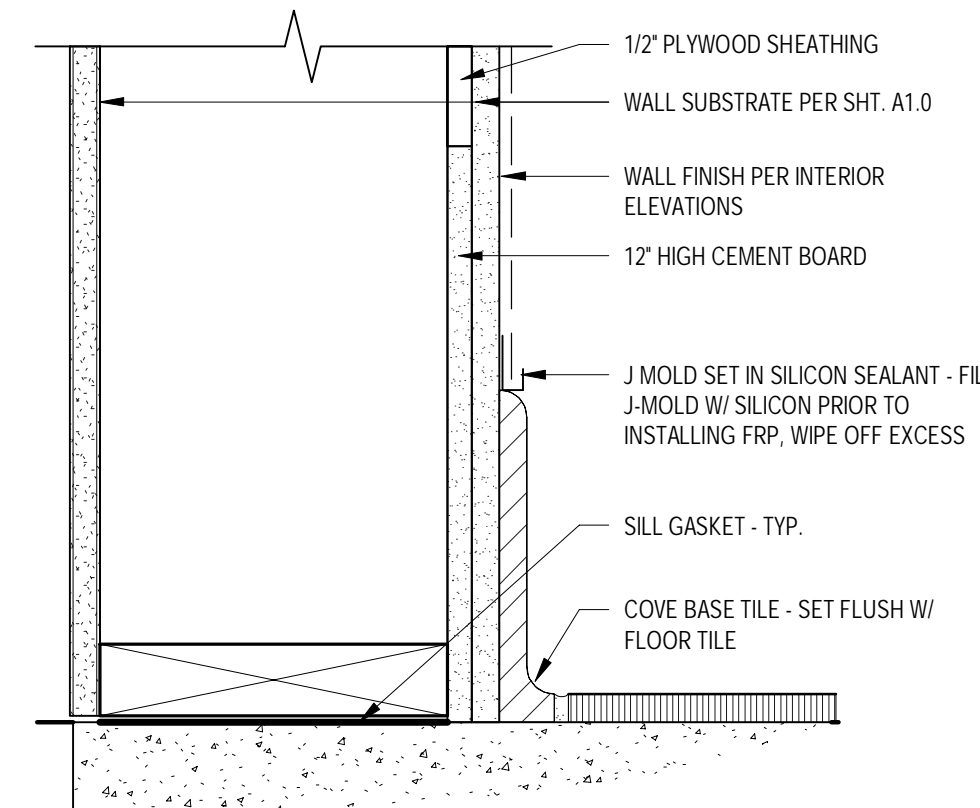 1/2" PLYWOOD SHEATHING
WALL SUBSTRATE PER SHT. A1.0
WALL FINISH PER INTERIOR
ELEVATIONS
12" HIGH CEMENT BOARD
J MOLD SET IN SILICON SEALANT -
J-MOLD W/ SILICON PRIOR TO
INSTALLING FRP, WIPE OFF EXCESS
SILL GASKET - TYP.
COVE BASE TILE - SET FLUSH W/
FLOOR TILE